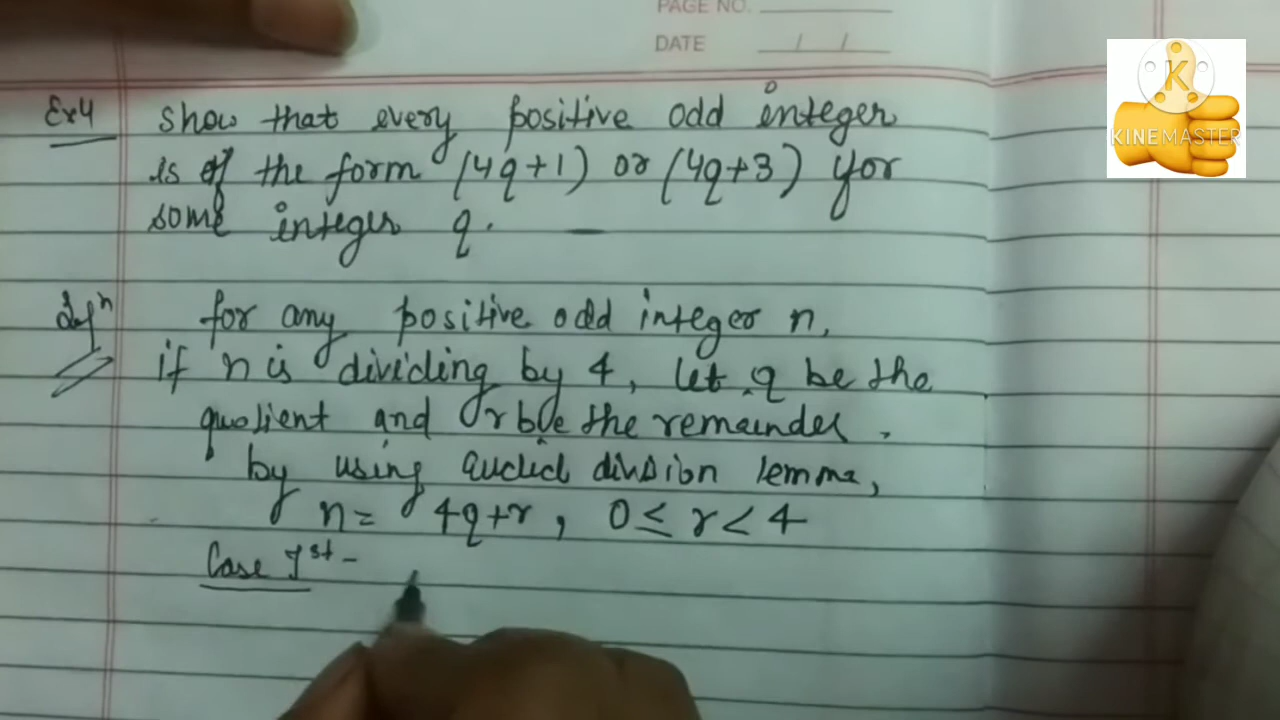 PAGE NO.
DATE / /
K
KINEMASTER
Ex4 show that every positive odd integer
is of the form (4q+1) or (4q+3) for
some integer q.
Solⁿ for any positive odd integer n,
if n is dividing by 4, let q be the
quotient and r be the remainder.
by using euclid division lemma,
n = 4q+r, 0 ≤ r < 4
Case Iˢᵗ -